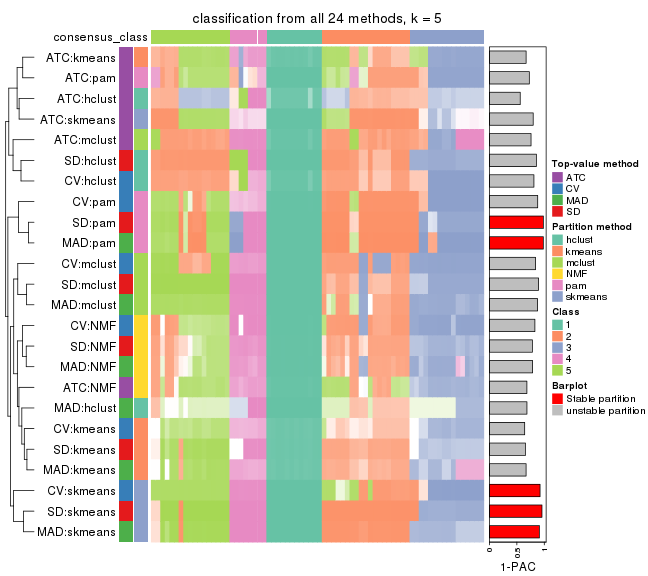 classification from all 24 methods, k = 5
consensus_class
ATC:kmeans
ATC:pam
ATC:hclust
ATC:skmeans
ATC:mclust
SD:hclust
CV:hclust
CV:pam
SD:pam
MAD:pam
CV:mclust
SD:mclust
MAD:mclust
CV:NMF
SD:NMF
MAD:NMF
ATC:NMF
MAD:hclust
CV:kmeans
SD:kmeans
MAD:kmeans
CV:skmeans
SD:skmeans
MAD:skmeans
0
0.5
1
1-PAC
Top-value method
ATC
CV
MAD
SD
Partition method
hclust
kmeans
mclust
NMF
pam
skmeans
Class
1
2
3
4
5
Barplot
Stable partition
unstable partition